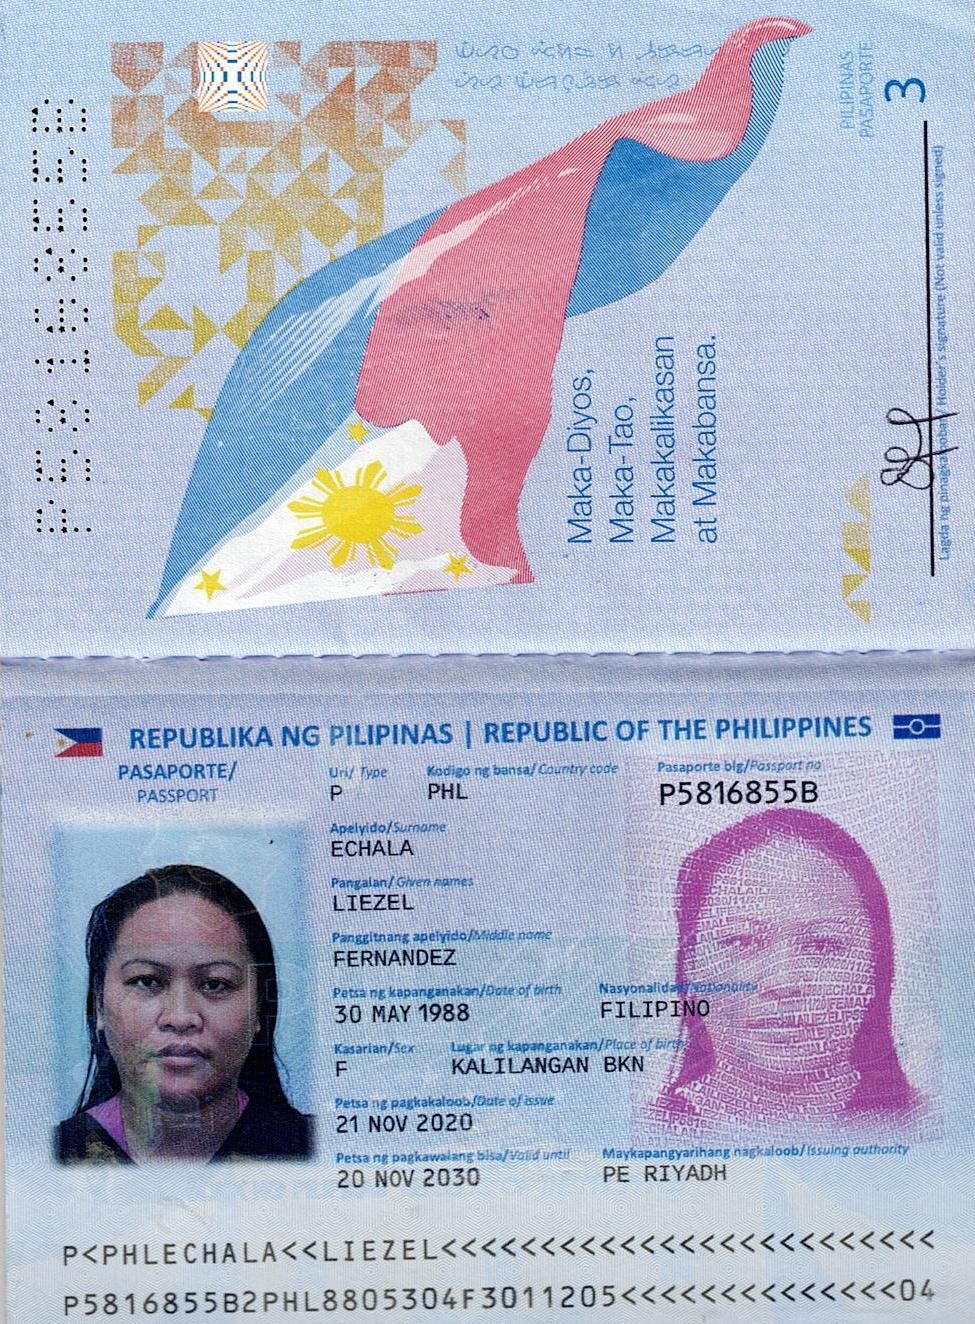 P5816855B
PILIPINAS
PASAPORTE
3
Maka-Diyos,
Maka-Tao,
Makakalikasan
at Makabansa.
Lagda ng pinagkalooban/Holder's signature (Not valid unless signed)
REPUBLIKA NG PILIPINAS | REPUBLIC OF THE PHILIPPINES
PASAPORTE/
PASSPORT
Uri/ Type Kodigo ng bansa/ Country code Pasaporte blg/Passport no
P PHL P5816855B
Apelyido/Surname
ECHALA
Pangalan/ Given names
LIEZEL
Panggitnang apelyido/Middle name
FERNANDEZ
Petsa ng kapanganakan/Date of birth Nasyonalidad/Nationality
30 MAY 1988 FILIPINO
Kasarian/Sex Lugar ng kapanganakan/Place of birth
F KALILANGAN BKN
Petsa ng pagkakaloob/Date of issue
21 NOV 2020
Petsa ng pagkawalang bisa/Valid until Maykapangyarihang nagkaloob/Issuing authority
20 NOV 2030 PE RIYADH
P<PHLECHALA<<LIEZEL<<<<<<<<<<<<<<<<<<<<<<<<<
P5816855B2PHL8805304F3011205<<<<<<<<<<<<<<04